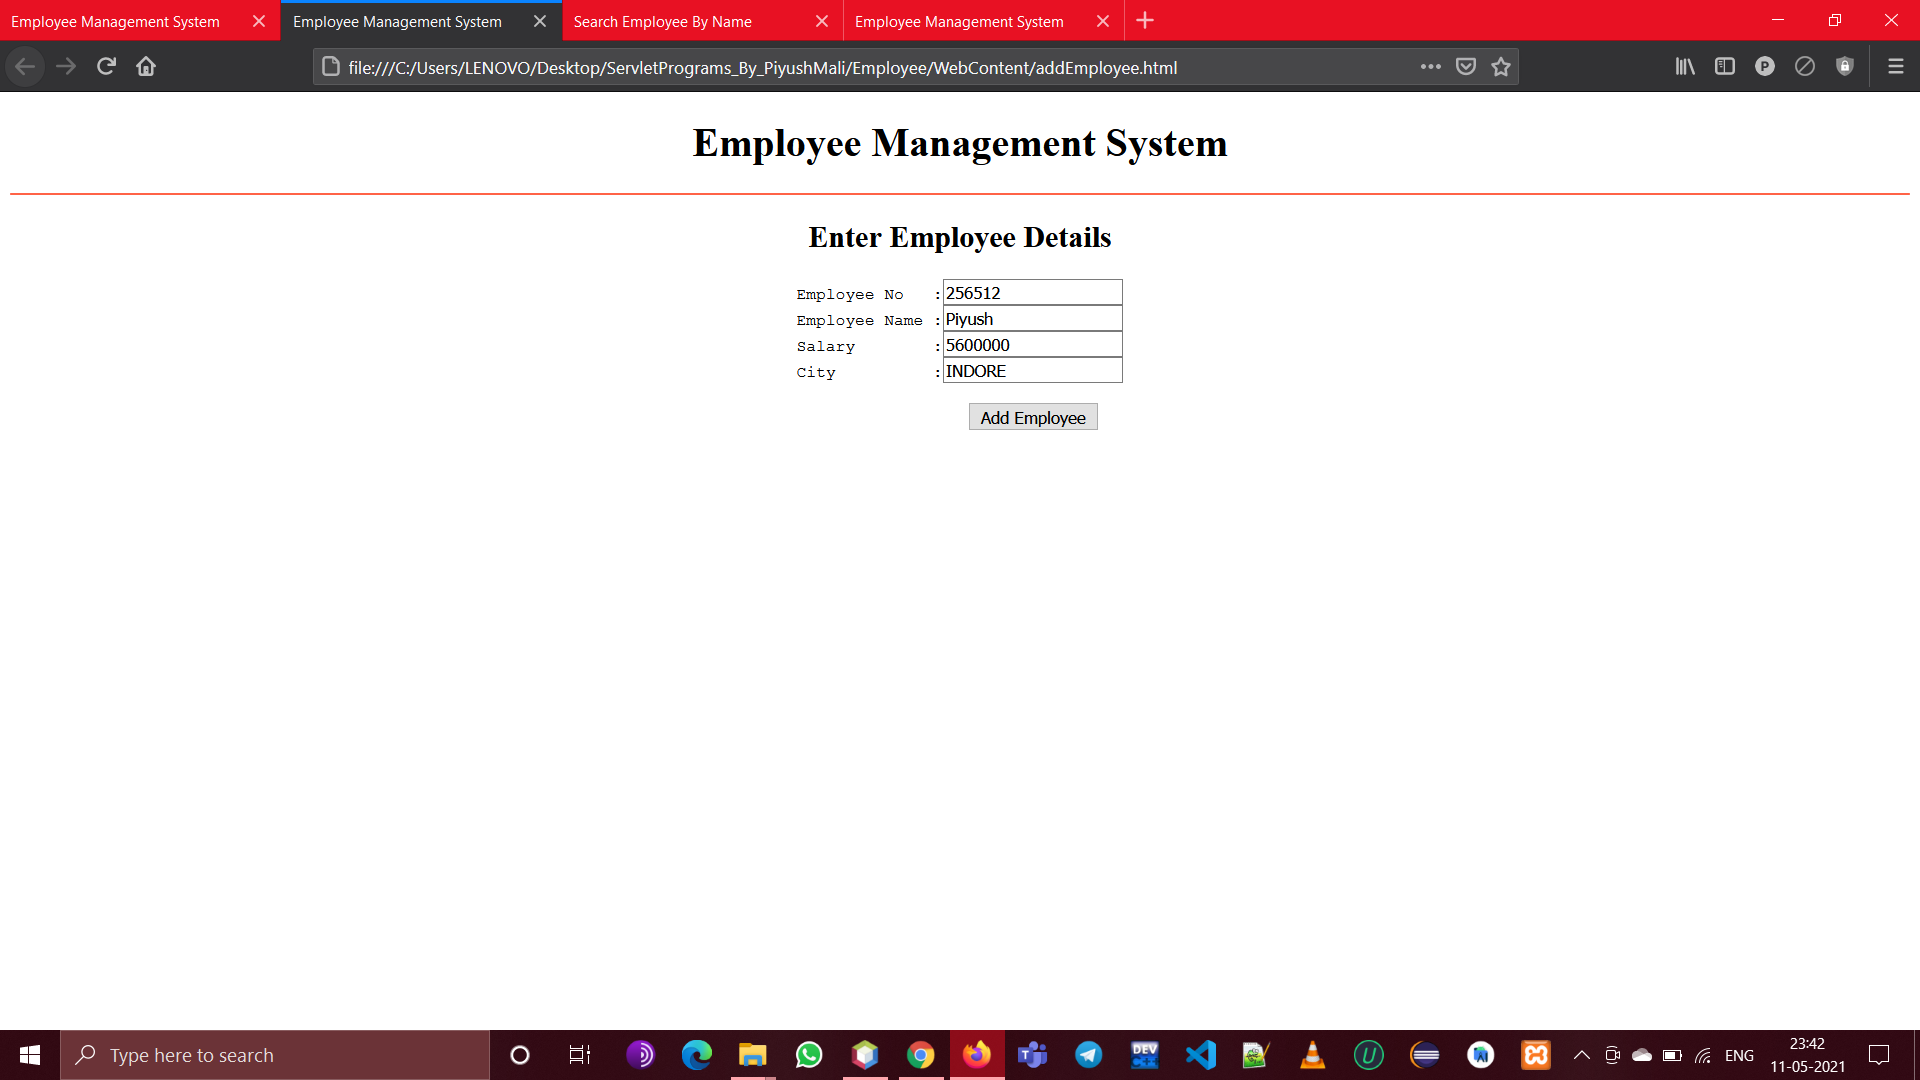 Employee Management System
Employee Management System
Search Employee By Name
Employee Management System
file:///C:/Users/LENOVO/Desktop/ServletPrograms_By_PiyushMali/Employee/WebContent/addEmployee.html
P
Employee Management System
Enter Employee Details
Employee No :256512
Employee Name :Piyush
Salary :5600000
City :INDORE
Add Employee
Type here to search
T
DEV
U
ENG
23:42
11-05-2021